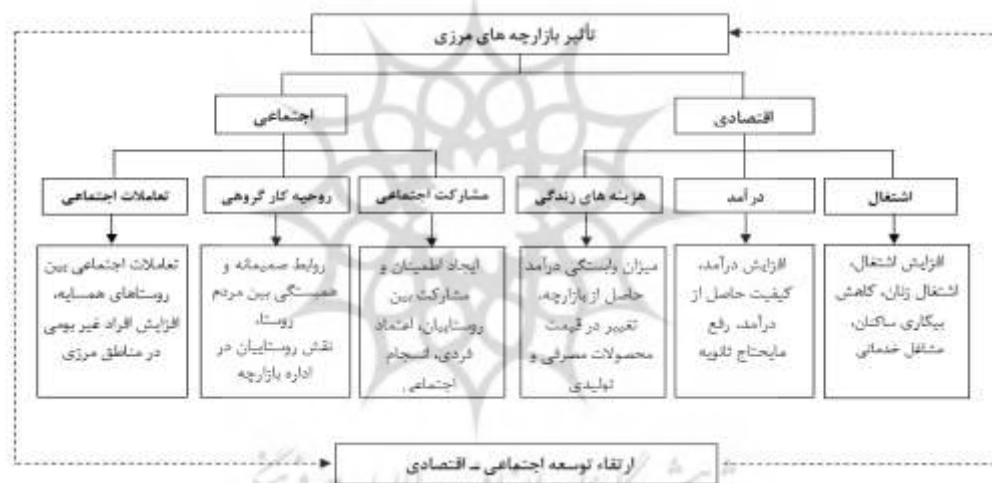 تأثیر بازارچه های مرزی
اقتصادی
اجتماعی
اشتغال
درآمد
هزینه های زندگی
مشارکت اجتماعی
روحیه کار گروهی
تعاملات اجتماعی
افزایش اشتغال،
اشتغال زنان، کاهش
بیکاری ساکنان،
مشاغل خدماتی
افزایش درآمد،
کیفیت حاصل از
درآمد، رفع
مایحتاج ثانویه
میزان وابستگی درآمد
حاصل از بازارچه،
تغییر در قیمت
محصولات مصرفی و
تولیدی
ایجاد اطمینان و
مشارکت بین
روستاییان، اعتماد
فردی، انسجام
اجتماعی
روابط صمیمانه و
همبستگی بین مردم
روستا،
نقش روستاییان در
اداره بازارچه
تعاملات اجتماعی بین
روستاهای همسایه،
افزایش افراد غیر بومی
در مناطق مرزی
ارتقاء توسعه اجتماعی ــ اقتصادی